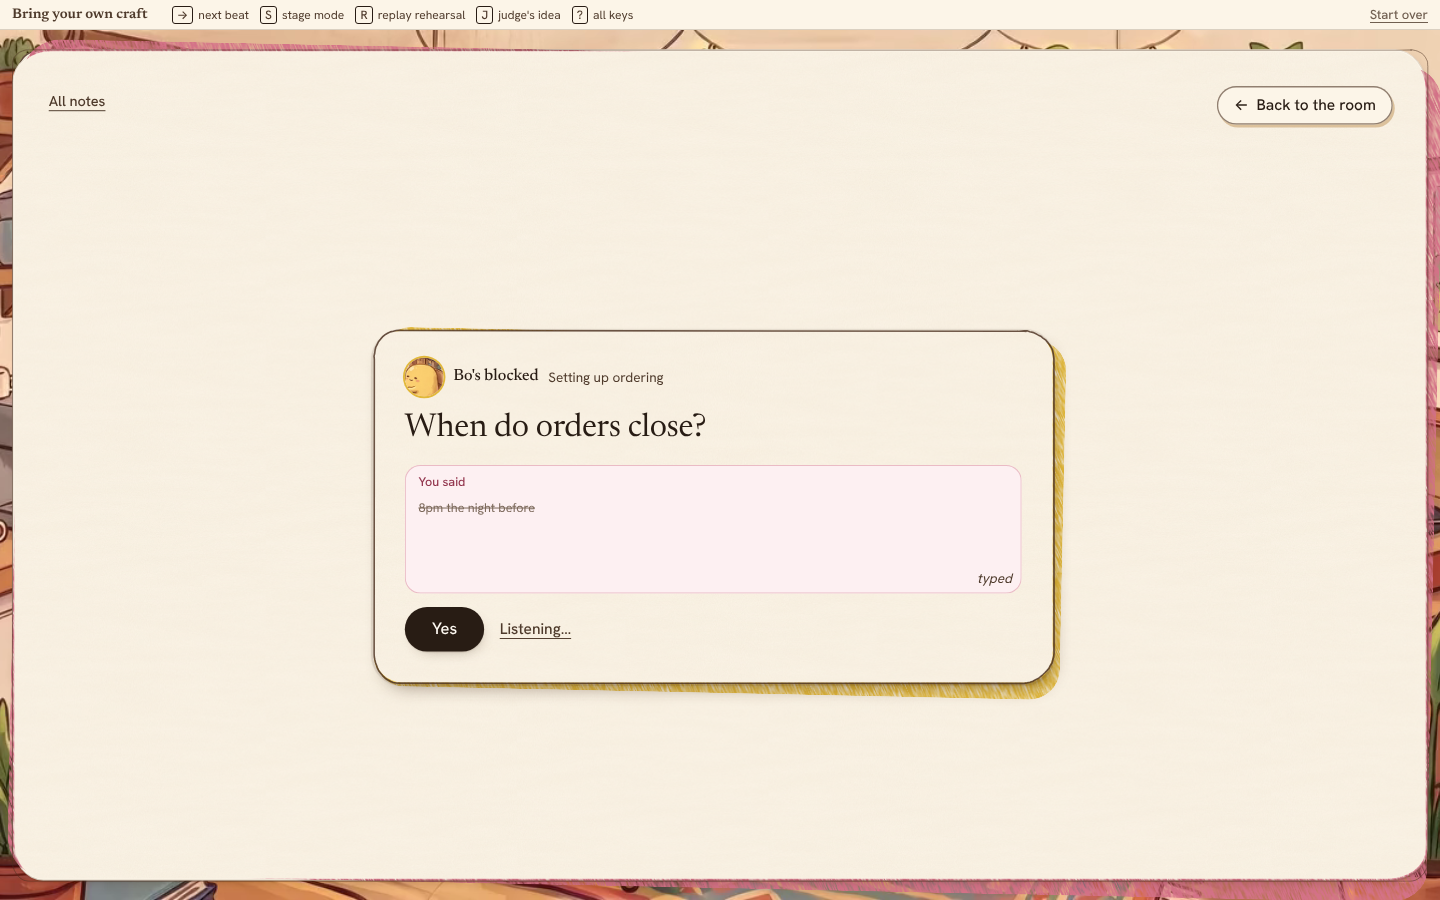 Bring your own craft → next beat S stage mode R replay rehearsal J judge's idea ? all keys Start over
All notes ← Back to the room
Bo's blocked Setting up ordering
When do orders close?
You said
8pm the night before
typed
Yes Listening...